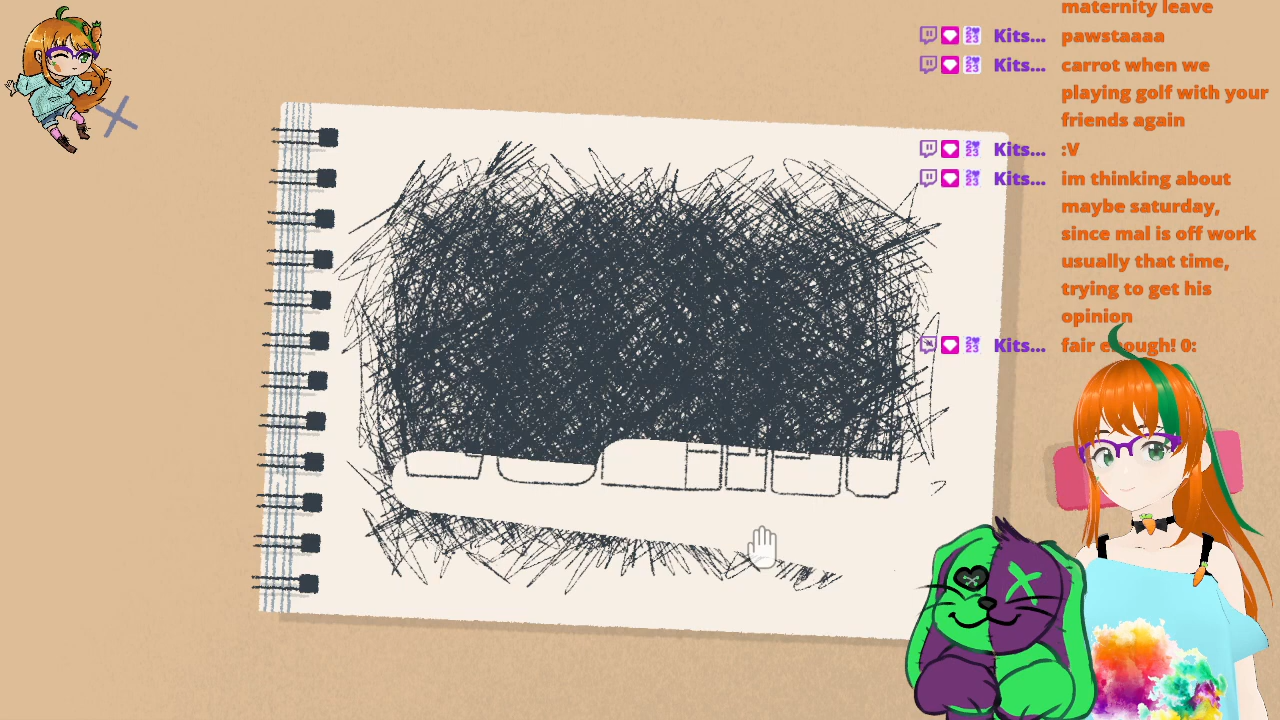 maternity leave
Kits... pawstaaaa
Kits... carrot when we
playing golf with your
friends again
Kits... :V
Kits... im thinking about
maybe saturday,
since mal is off work
usually that time,
trying to get his
opinion
Kits... fair enough! 0: